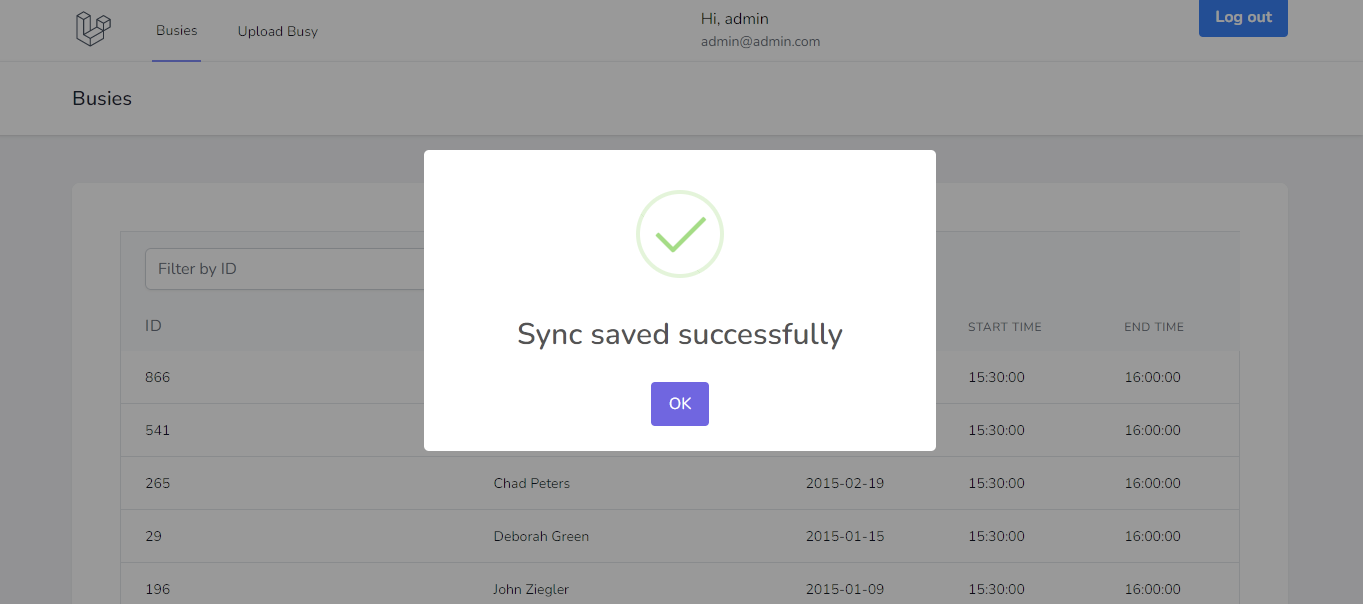 Busies
Upload Busy
Hi, admin
admin@admin.com
Log out
Busies
Sync saved successfully
OK
Filter by ID
ID START TIME END TIME
866 15:30:00 16:00:00
541 15:30:00 16:00:00
265 Chad Peters 2015-02-19 15:30:00 16:00:00
29 Deborah Green 2015-01-15 15:30:00 16:00:00
196 John Ziegler 2015-01-09 15:30:00 16:00:00